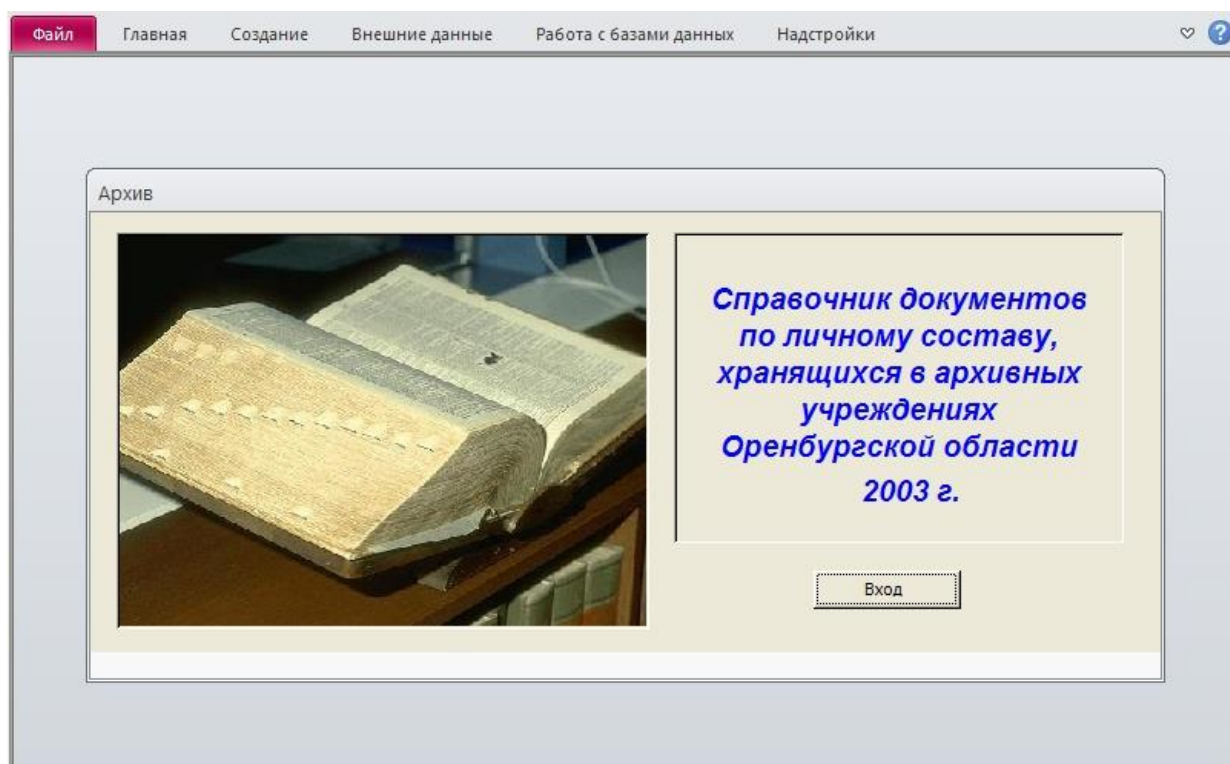 Файл Главная Создание Внешние данные Работа с базами данных Надстройки
Архив
Справочник документов
по личному составу,
хранящихся в архивных
учреждениях
Оренбургской области
2003 г.
Вход